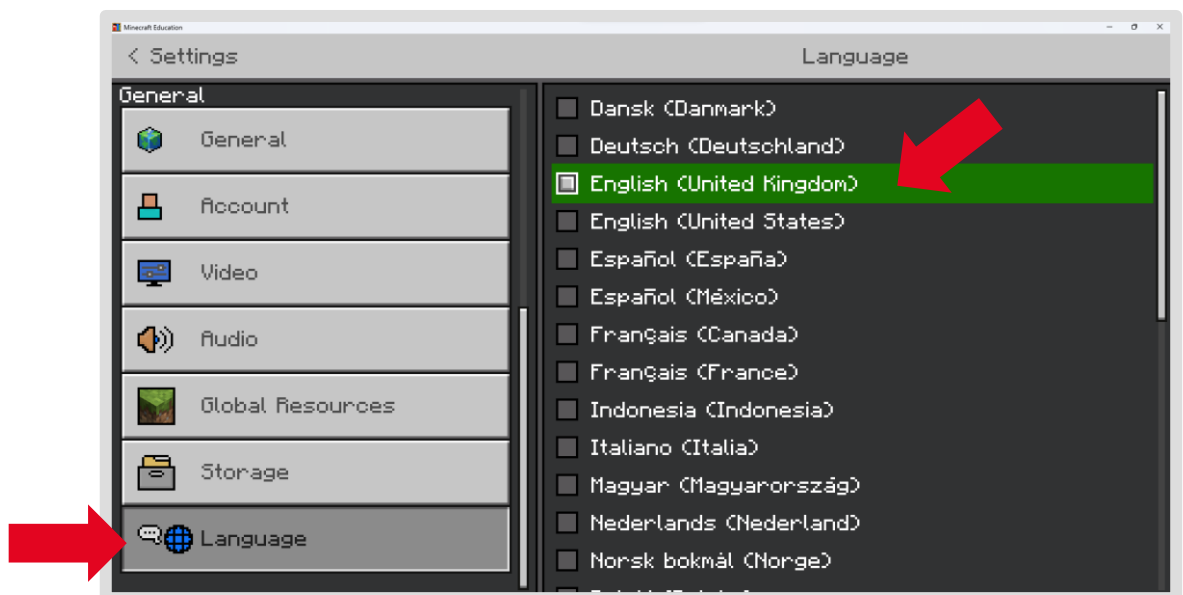 Minecraft Education
< Settings
Language
General
General
Account
Video
Audio
Global Resources
Storage
Language
Dansk (Danmark)
Deutsch (Deutschland)
English (United Kingdom)
English (United States)
Español (España)
Español (México)
Français (Canada)
Français (France)
Indonesia (Indonesia)
Italiano (Italia)
Magyar (Magyarország)
Nederlands (Nederland)
Norsk bokmål (Norge)